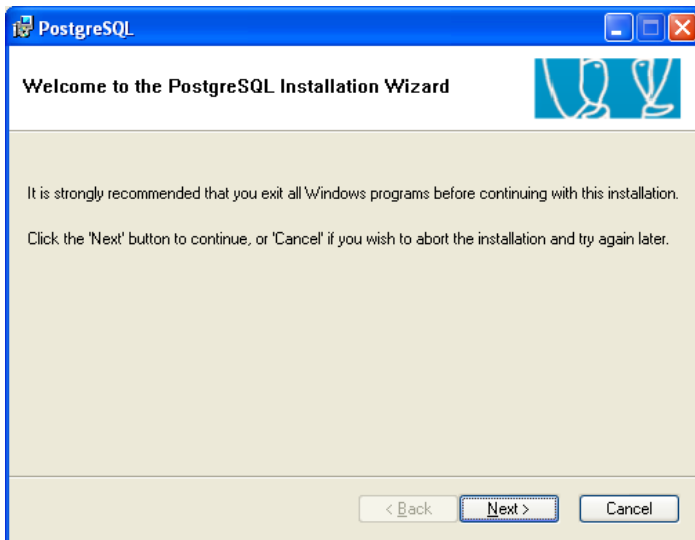 PostgreSQL
Welcome to the PostgreSQL Installation Wizard
It is strongly recommended that you exit all Windows programs before continuing with this installation.
Click the 'Next' button to continue, or 'Cancel' if you wish to abort the installation and try again later.
< Back
Next >
Cancel